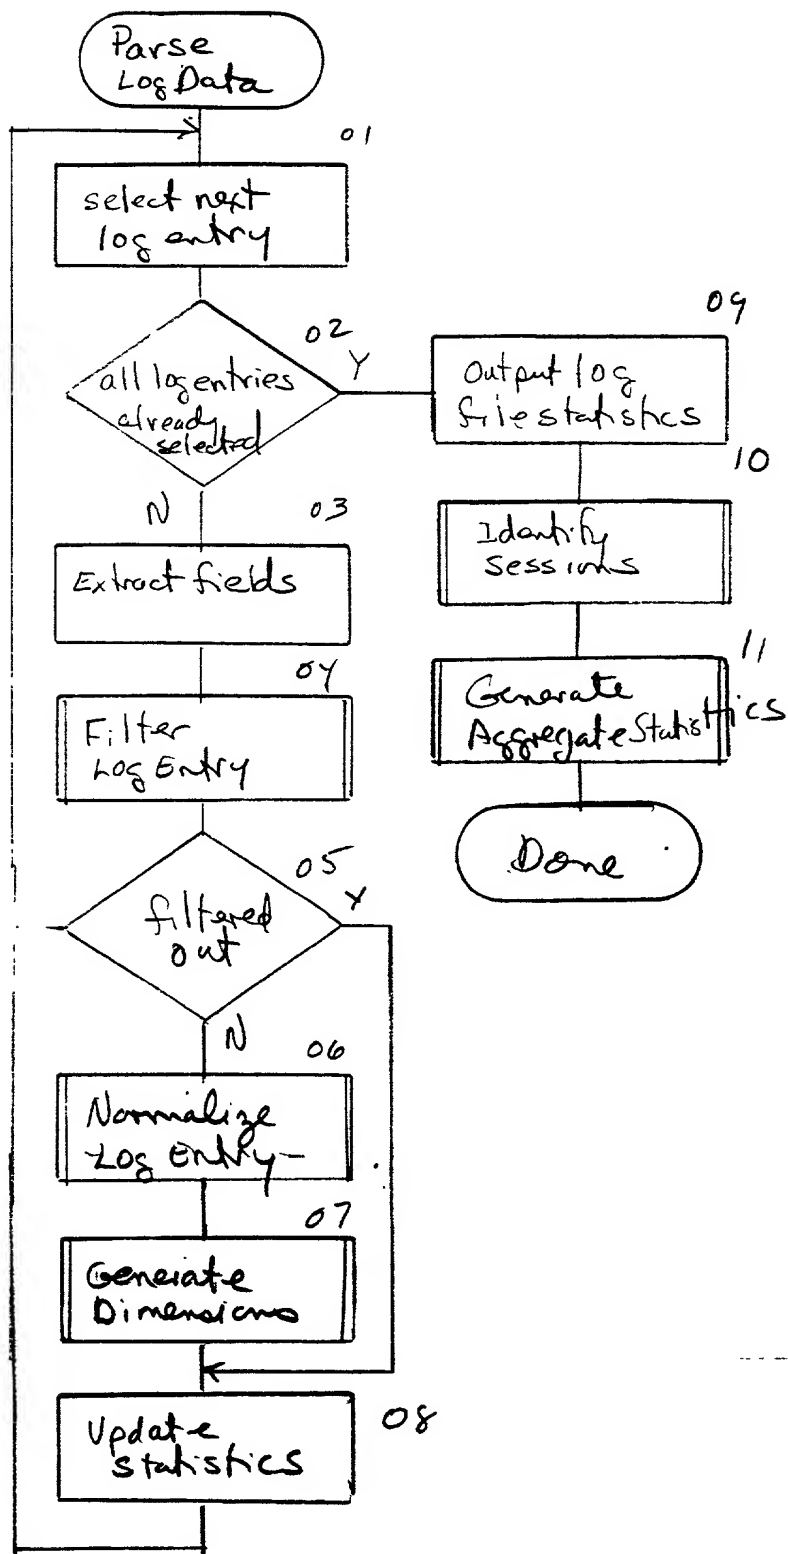 Parse
Log Data
01
select next
log entry
02
Y
all log entries
already
selected
N
03
Extract fields
04
Filter
Log Entry
05
Y
filtered
out
N
06
Normalize
Log Entry
07
Generate
Dimensions
Update
statistics
08
09
Output log
file statistics
10
Identify
sessions
11
Generate
Aggregate Statistics
Done